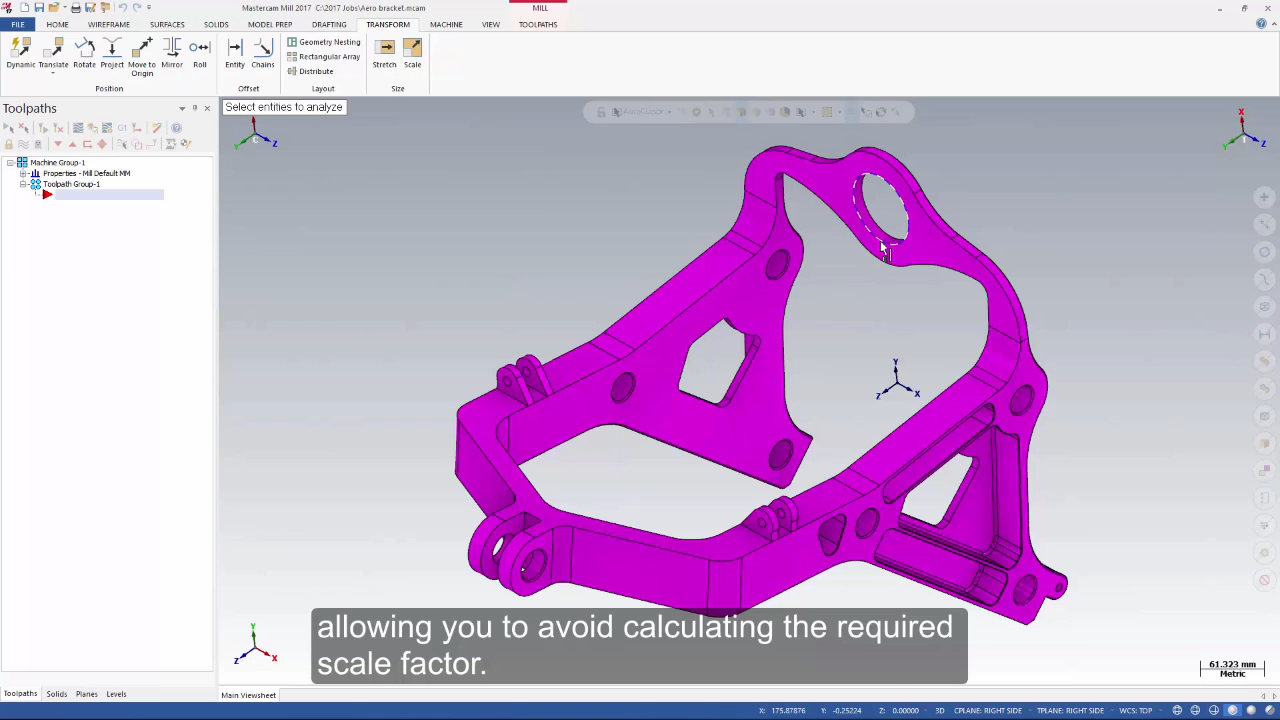 Mastercam Mill 2017 C:\2017 Jobs\Aero bracket.mcam
MILL
FILE HOME WIREFRAME SURFACES SOLIDS MODEL PREP DRAFTING TRANSFORM MACHINE VIEW TOOLPATHS
Dynamic Translate Rotate Project Move to Origin Mirror Roll
Entity Chains
Geometry Nesting
Rectangular Array
Distribute
Stretch Scale
Position Offset Layout Size
Toolpaths
Select entities to analyze
AutoCursor
G1
Machine Group-1
Properties - Mill Default MM
Toolpath Group-1
Y Z
X Y Z
Y Z X
Y Z X
allowing you to avoid calculating the required
scale factor.
61.323 mm
Metric
Toolpaths Solids Planes Levels
Main Viewsheet
X: 175.87876 Y: -0.25224 Z: 0.00000 3D CPLANE: RIGHT SIDE TPLANE: RIGHT SIDE WCS: TOP